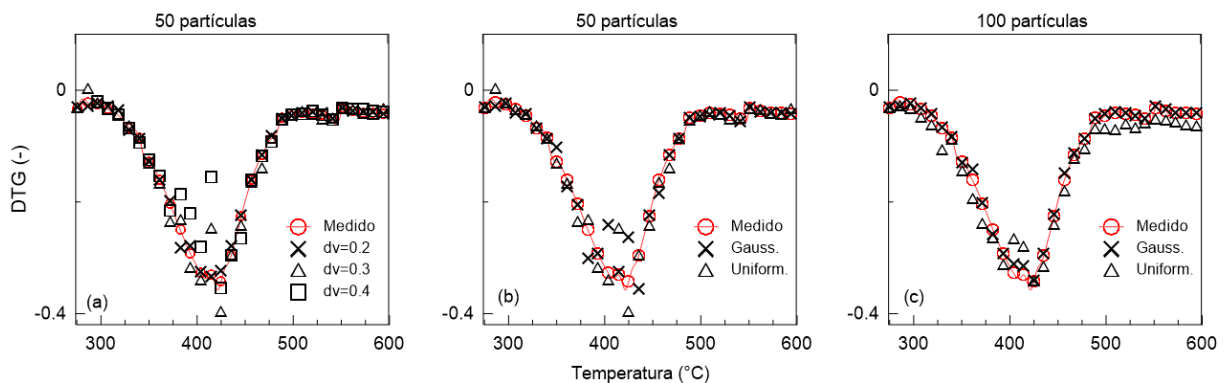 50 partículas
50 partículas
100 partículas
DTG (-)
0
-0.4
(a)
Medido
dv=0.2
dv=0.3
dv=0.4
300
400
500
600
0
-0.4
(b)
Medido
Gauss.
Uniform.
300
400
500
600
0
-0.4
(c)
Medido
Gauss.
Uniform.
300
400
500
600
Temperatura (°C)